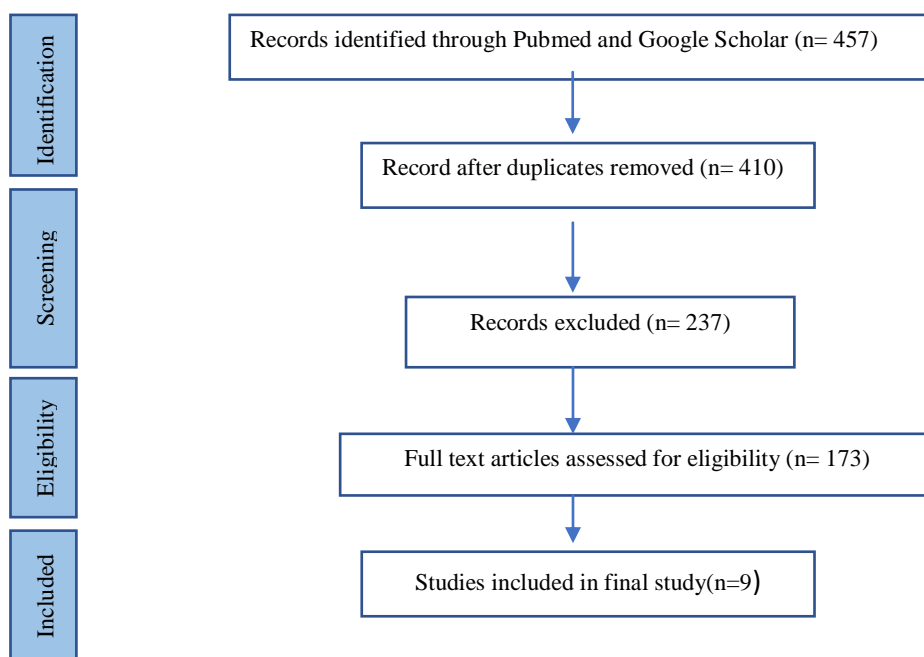 Identification
Records identified through Pubmed and Google Scholar (n= 457)
Record after duplicates removed (n= 410)
Screening
Records excluded (n= 237)
Eligibility
Full text articles assessed for eligibility (n= 173)
Included
Studies included in final study(n=9)